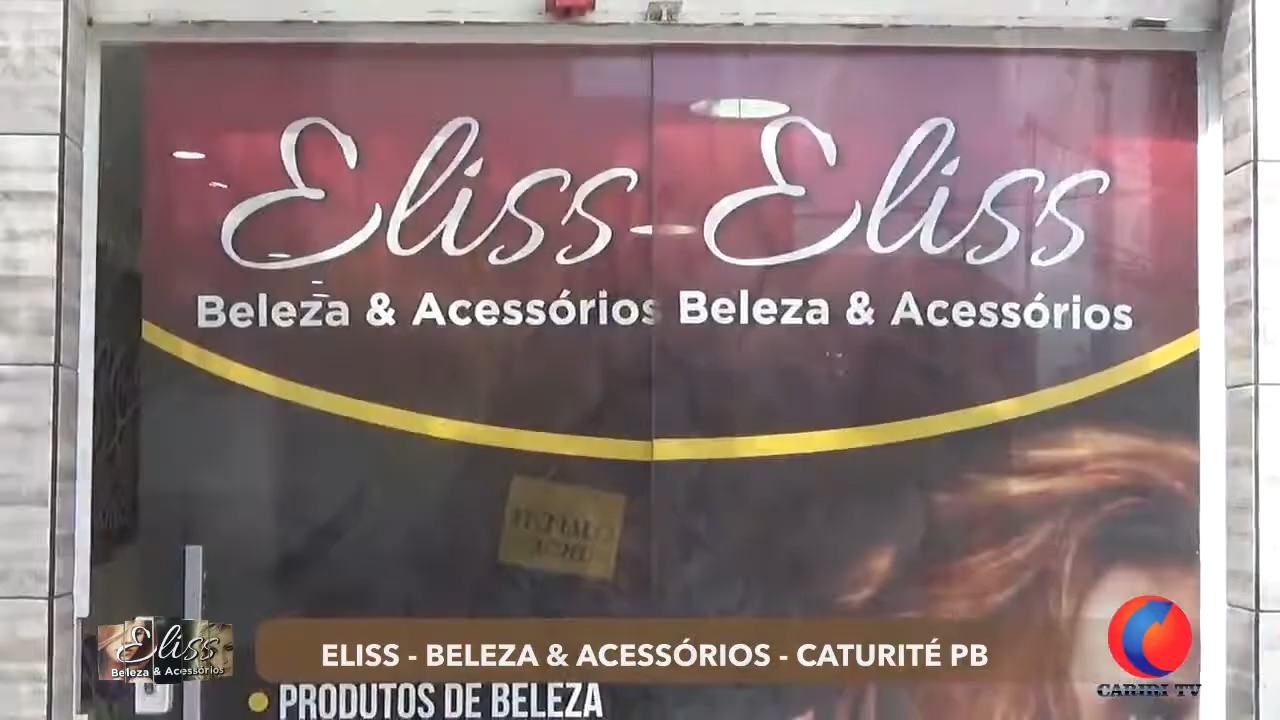 Eliss Eliss
Beleza & Acessórios Beleza & Acessórios
Eliss
Beleza & Acessórios
ELISS - BELEZA & ACESSÓRIOS - CATURITÉ PB
PRODUTOS DE BELEZA
CARIRI TV